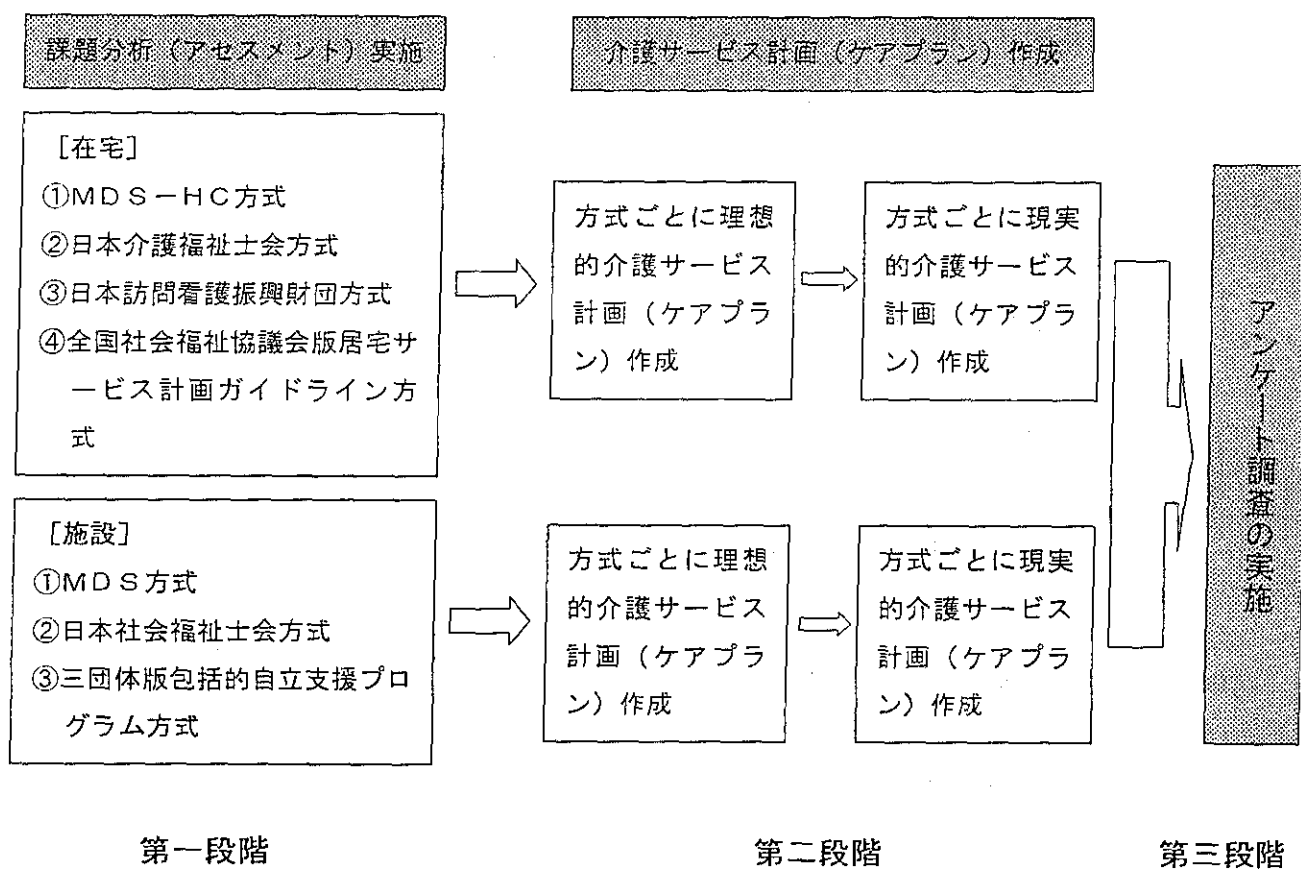 課題分析（アセスメント）実施
介護サービス計画（ケアプラン）作成
［在宅］
①ＭＤＳ－ＨＣ方式
②日本介護福祉士会方式
③日本訪問看護振興財団方式
④全国社会福祉協議会版居宅サ
ービス計画ガイドライン方
式
方式ごとに理想
的介護サービス
計画（ケアプラ
ン）作成
方式ごとに現実
的介護サービス
計画（ケアプラ
ン）作成
［施設］
①ＭＤＳ方式
②日本社会福祉士会方式
③三団体版包括的自立支援プロ
グラム方式
方式ごとに理想
的介護サービス
計画（ケアプラ
ン）作成
方式ごとに現実
的介護サービス
計画（ケアプラ
ン）作成
アンケート調査の実施
第一段階
第二段階
第三段階